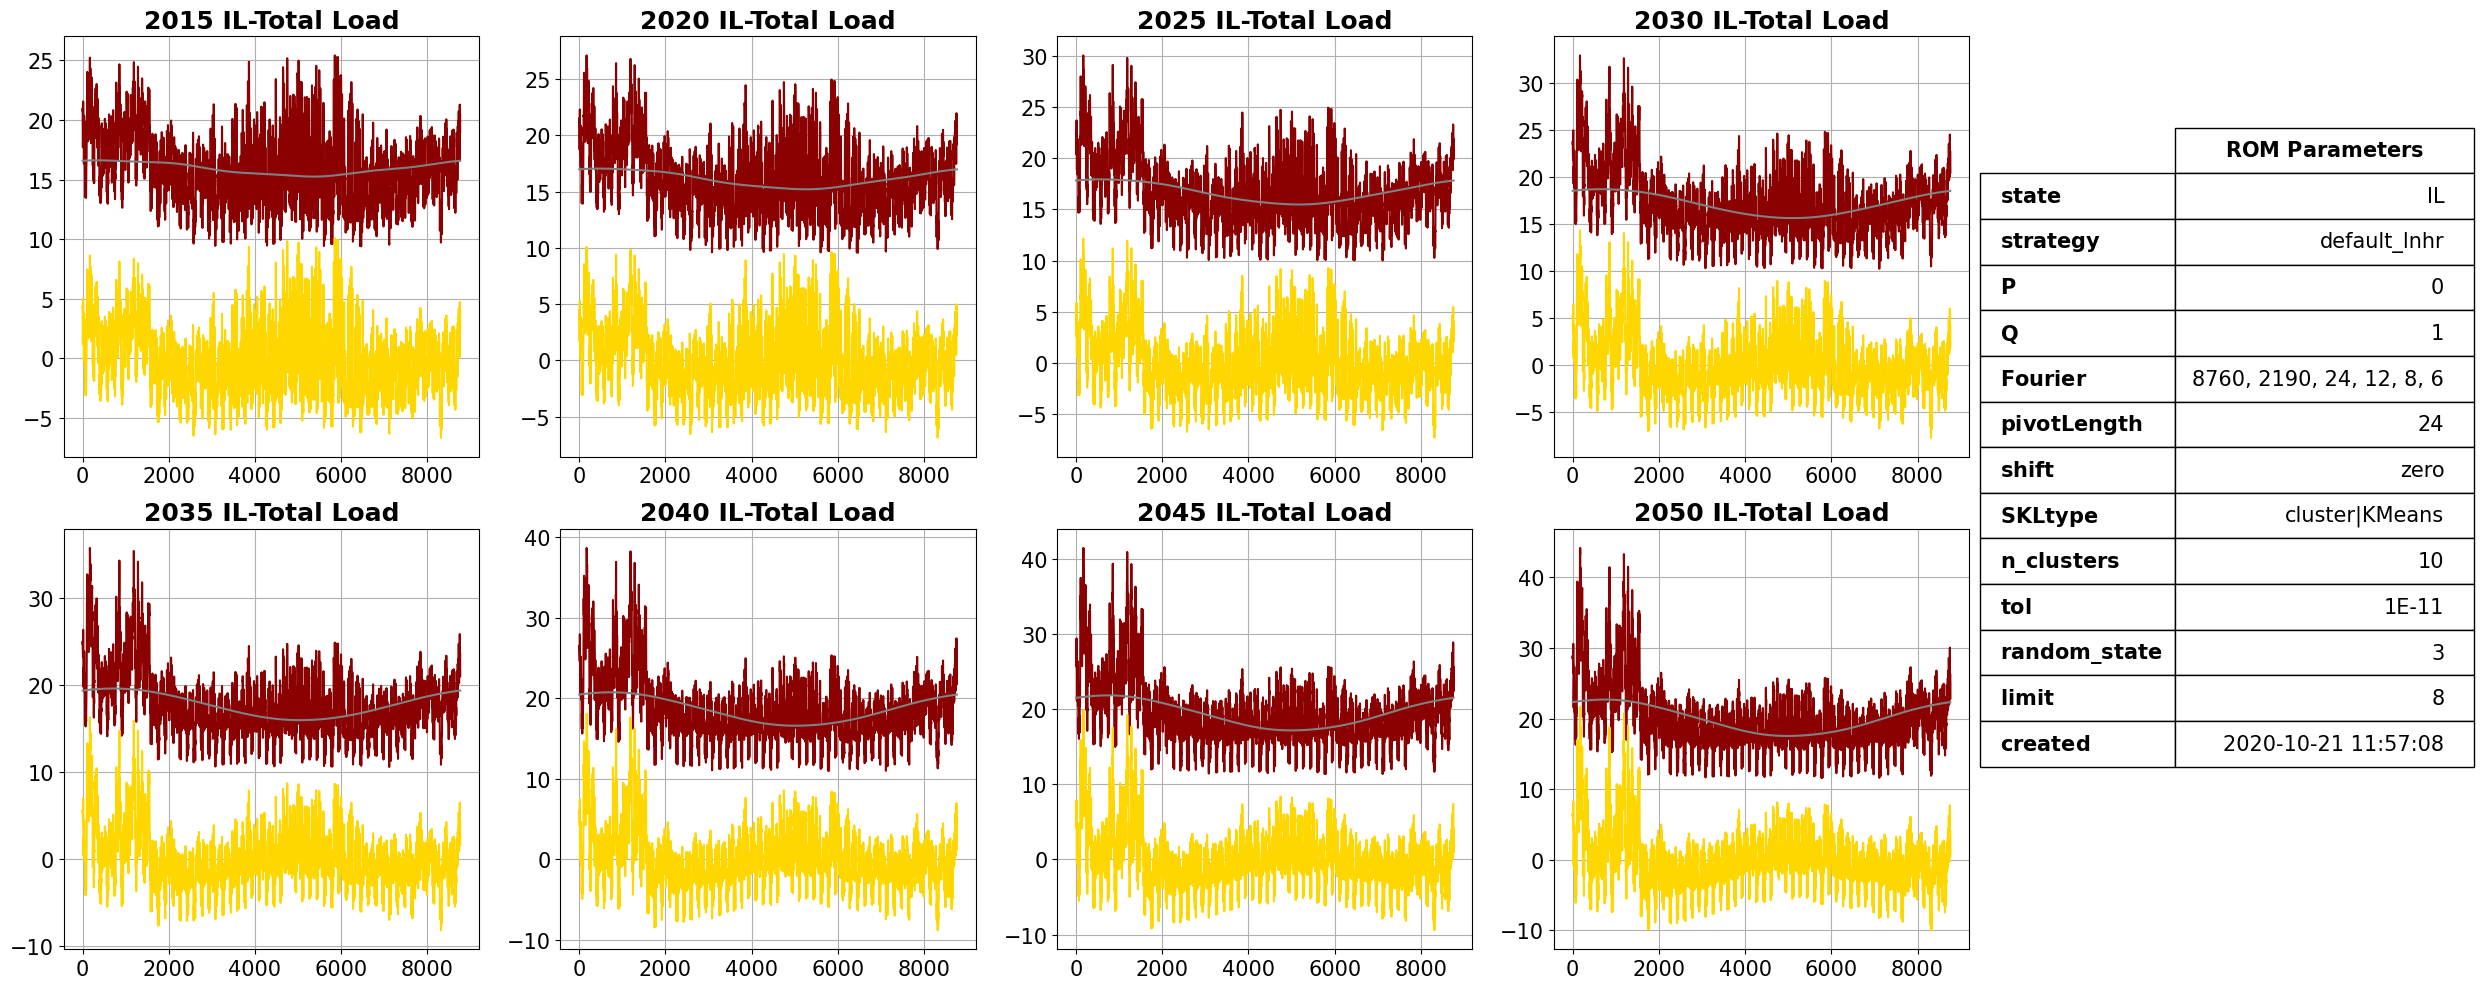 2015 IL-Total Load
25
20
15
10
5
0
−5
0 2000 4000 6000 8000
2020 IL-Total Load
25
20
15
10
5
0
−5
0 2000 4000 6000 8000
2025 IL-Total Load
30
25
20
15
10
5
0
−5
0 2000 4000 6000 8000
2030 IL-Total Load
30
25
20
15
10
5
0
−5
0 2000 4000 6000 8000
2035 IL-Total Load
30
20
10
0
−10
0 2000 4000 6000 8000
2040 IL-Total Load
40
30
20
10
0
−10
0 2000 4000 6000 8000
2045 IL-Total Load
40
30
20
10
0
−10
0 2000 4000 6000 8000
2050 IL-Total Load
40
30
20
10
0
−10
0 2000 4000 6000 8000
ROM Parameters
state IL
strategy default_lnhr
P 0
Q 1
Fourier 8760, 2190, 24, 12, 8, 6
pivotLength 24
shift zero
SKLtype cluster|KMeans
n_clusters 10
tol 1E-11
random_state 3
limit 8
created 2020-10-21 11:57:08